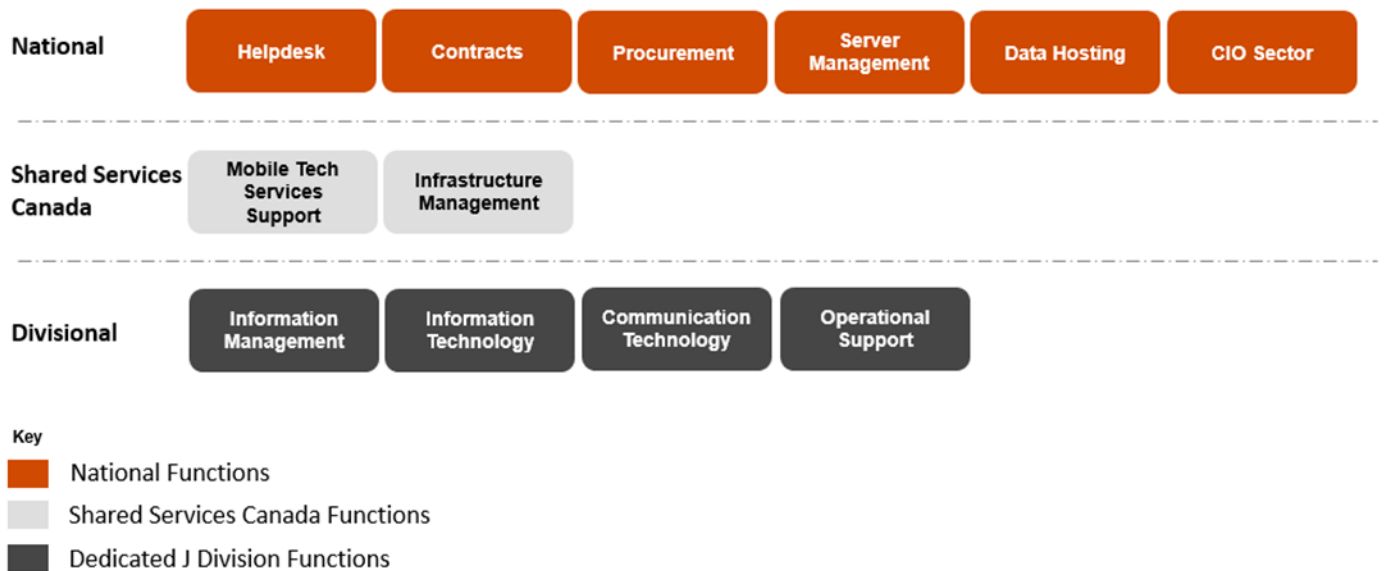 National
Helpdesk
Contracts
Procurement
Server
Management
Data Hosting
CIO Sector
Shared Services
Canada
Mobile Tech
Services
Support
Infrastructure
Management
Divisional
Information
Management
Information
Technology
Communication
Technology
Operational
Support
Key
National Functions
Shared Services Canada Functions
Dedicated J Division Functions